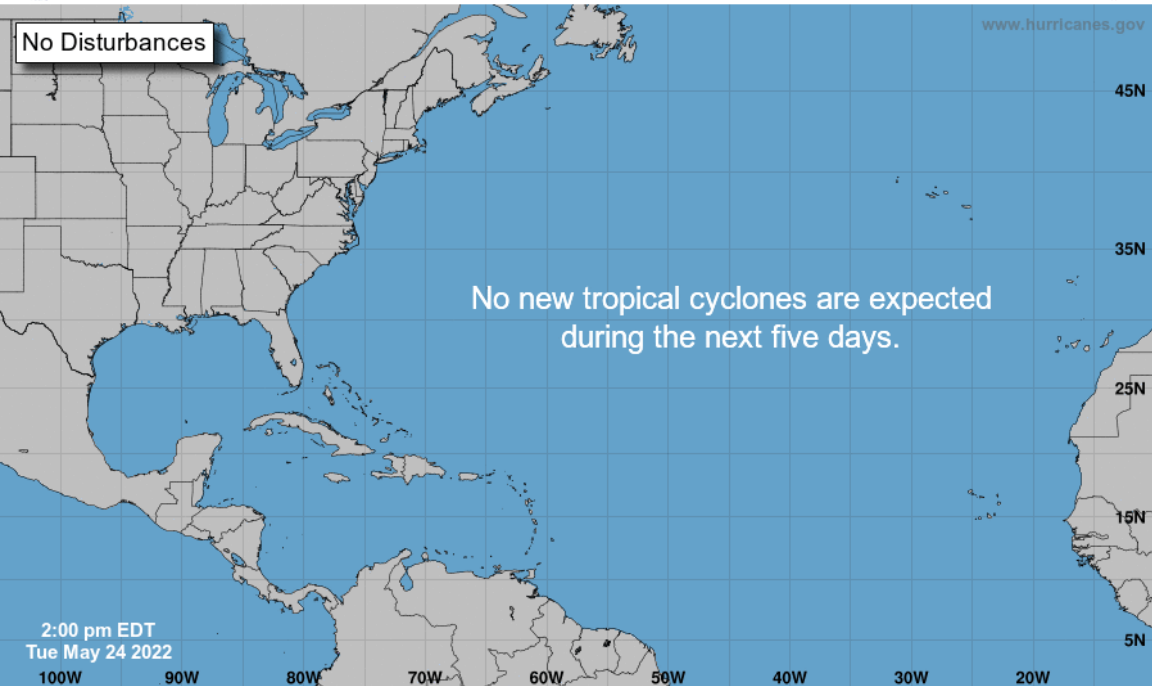 No Disturbances
www.hurricanes.gov
45N
35N
No new tropical cyclones are expected
during the next five days.
25N
15N
2:00 pm EDT
Tue May 24 2022
5N
100W 90W 80W 70W 60W 50W 40W 30W 20W